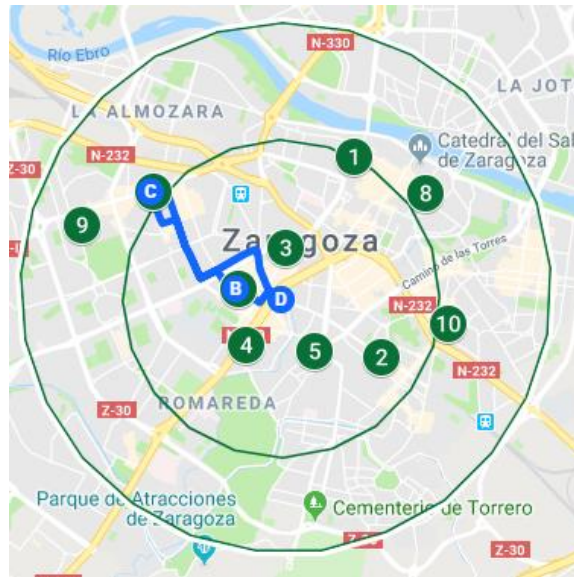 Río Ebro
N-330
LA JOT
LA ALMOZARA
Z-30
N-232
Catedral del Sal
de Zaragoza
1
C
8
9
Zaragoza
3
Camino de las Torres
B
D
N-232
10
4
5
2
N-232
Z-30
ROMAREDA
Parque de Atracciones
de Zaragoza
Cementerio de Torrero
Z-30